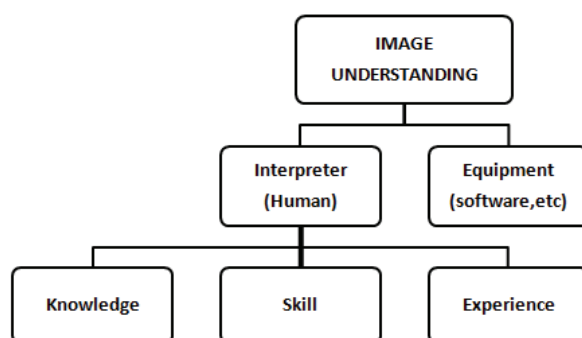 IMAGE
UNDERSTANDING
Interpreter
(Human)
Equipment
(software,etc)
Knowledge
Skill
Experience